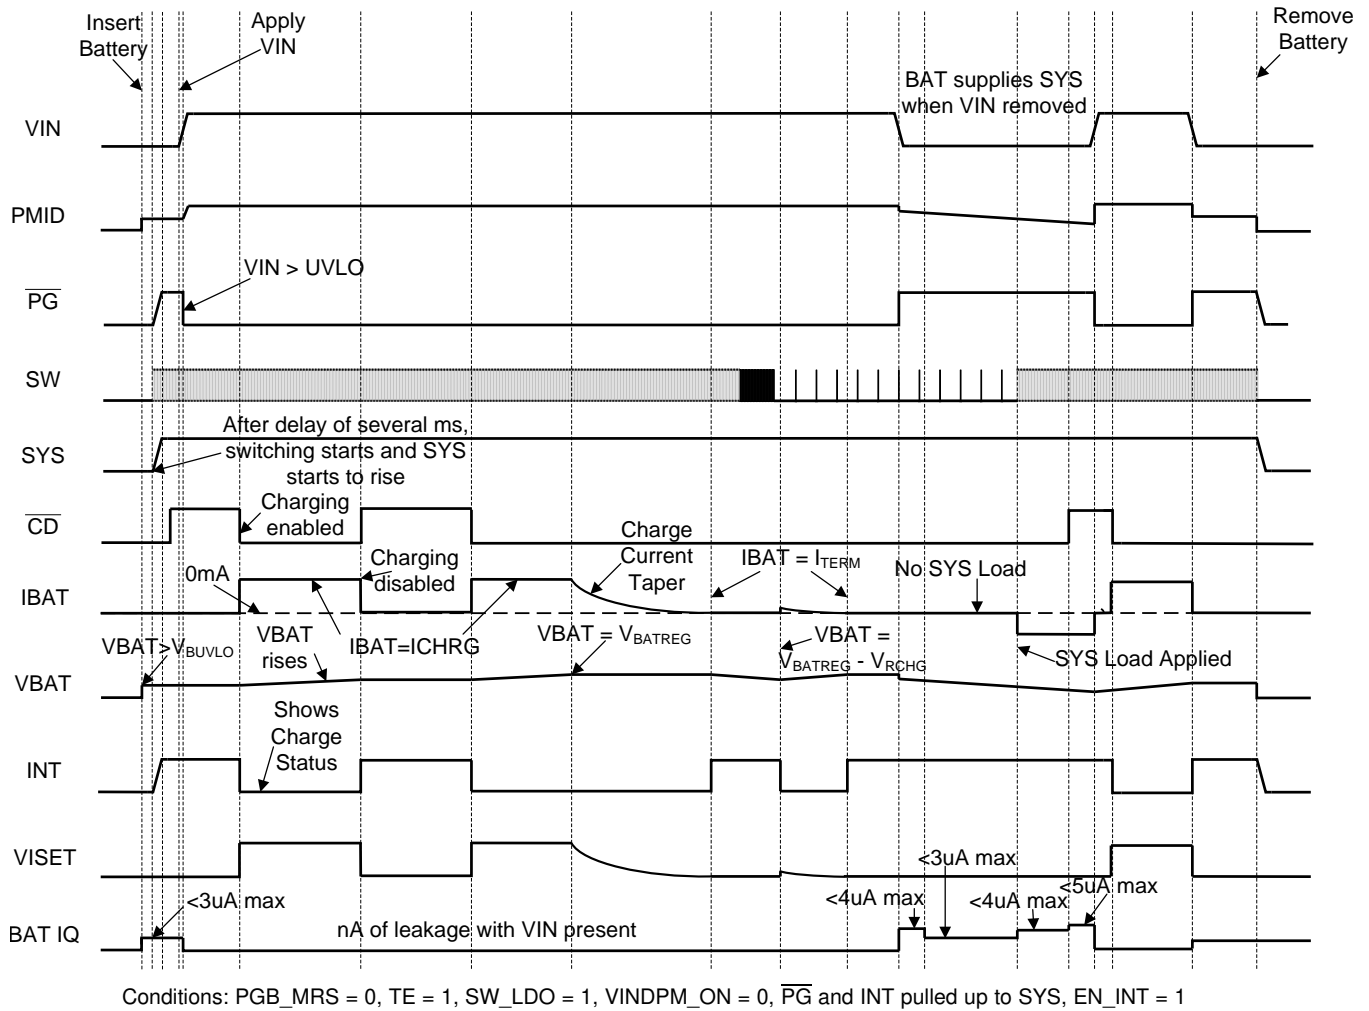 Insert
Battery
Apply
VIN
Remove
Battery
BAT supplies SYS
when VIN removed
VIN
PMID
VIN > UVLO
PG
SW
After delay of several ms,
switching starts and SYS
starts to rise
SYS
Charging
enabled
CD
Charge
Current
Taper
Charging
disabled
IBAT = ITERM
No SYS Load
0mA
IBAT
VBAT>VBUVLO
VBAT
rises
IBAT=ICHRG
VBAT = VBATREG
VBAT =
VBATREG - VRCHG
SYS Load Applied
VBAT
Shows
Charge
Status
INT
VISET
<3uA max
<4uA max
<3uA max
<4uA max
<5uA max
BAT IQ
nA of leakage with VIN present
Conditions: PGB_MRS = 0, TE = 1, SW_LDO = 1, VINDPM_ON = 0, PG and INT pulled up to SYS, EN_INT = 1